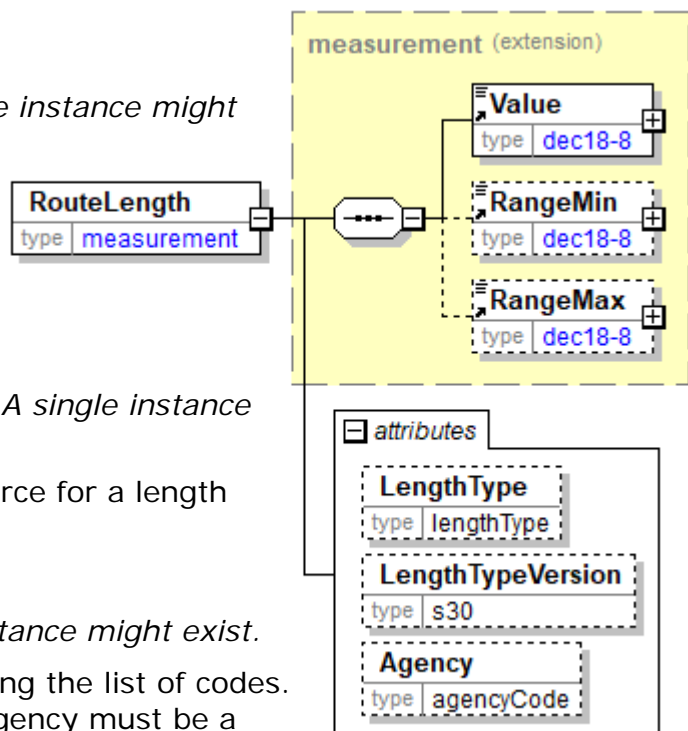 measurement (extension)
e instance might
Value
type dec18-8
RouteLength
type measurement
RangeMin
type dec18-8
RangeMax
type dec18-8
A single instance
attributes
rce for a length
LengthType
type lengthType
LengthTypeVersion
type s30
tance might exist.
Agency
type agencyCode
ng the list of codes.
gency must be a